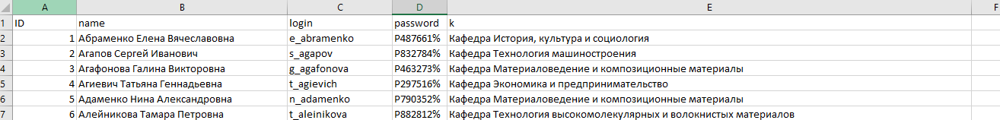 A B C D E F
1 ID name login password k
2 1 Абраменко Елена Вячеславовна e_abramenko P487661% Кафедра История, культура и социология
3 2 Агапов Сергей Иванович s_agapov P832784% Кафедра Технология машиностроения
4 3 Агафонова Галина Викторовна g_agafonova P463273% Кафедра Материаловедение и композиционные материалы
5 4 Агиевич Татьяна Геннадьевна t_agievich P297516% Кафедра Экономика и предпринимательство
6 5 Адаменко Нина Александровна n_adamenko P790352% Кафедра Материаловедение и композиционные материалы
7 6 Алейникова Тамара Петровна t_aleinikova P882812% Кафедра Технология высокомолекулярных и волокнистых материалов